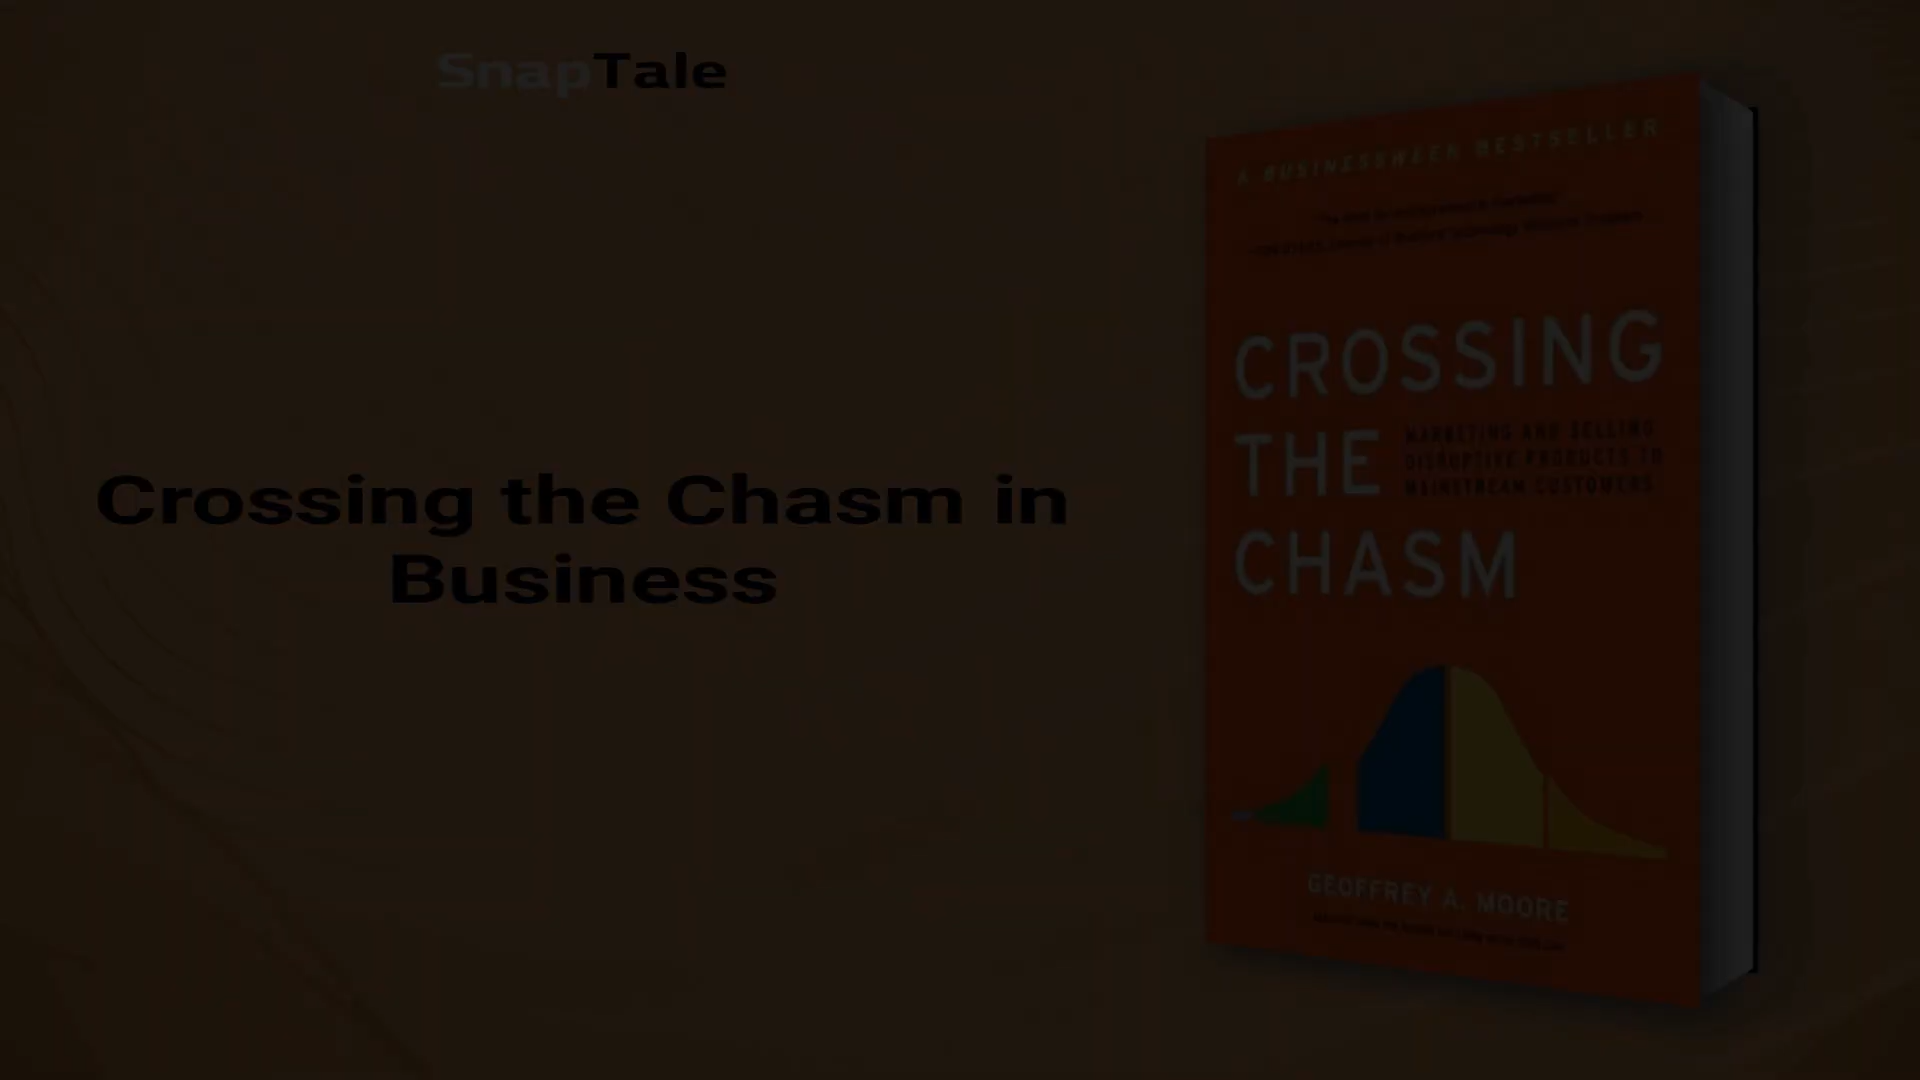 SnapTale
Crossing the Chasm in
Business
A BUSINESSWEEK BESTSELLER
CROSSING
THE
MARKETING AND SELLING
DISRUPTIVE PRODUCTS TO
MAINSTREAM CUSTOMERS
CHASM
GEOFFREY A. MOORE